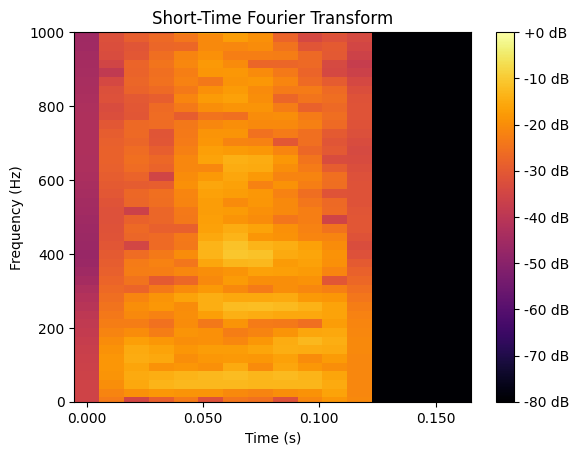 Short-Time Fourier Transform
1000
800
600
400
200
0
Frequency (Hz)
0.000
0.050
0.100
0.150
Time (s)
+0 dB
-10 dB
-20 dB
-30 dB
-40 dB
-50 dB
-60 dB
-70 dB
-80 dB